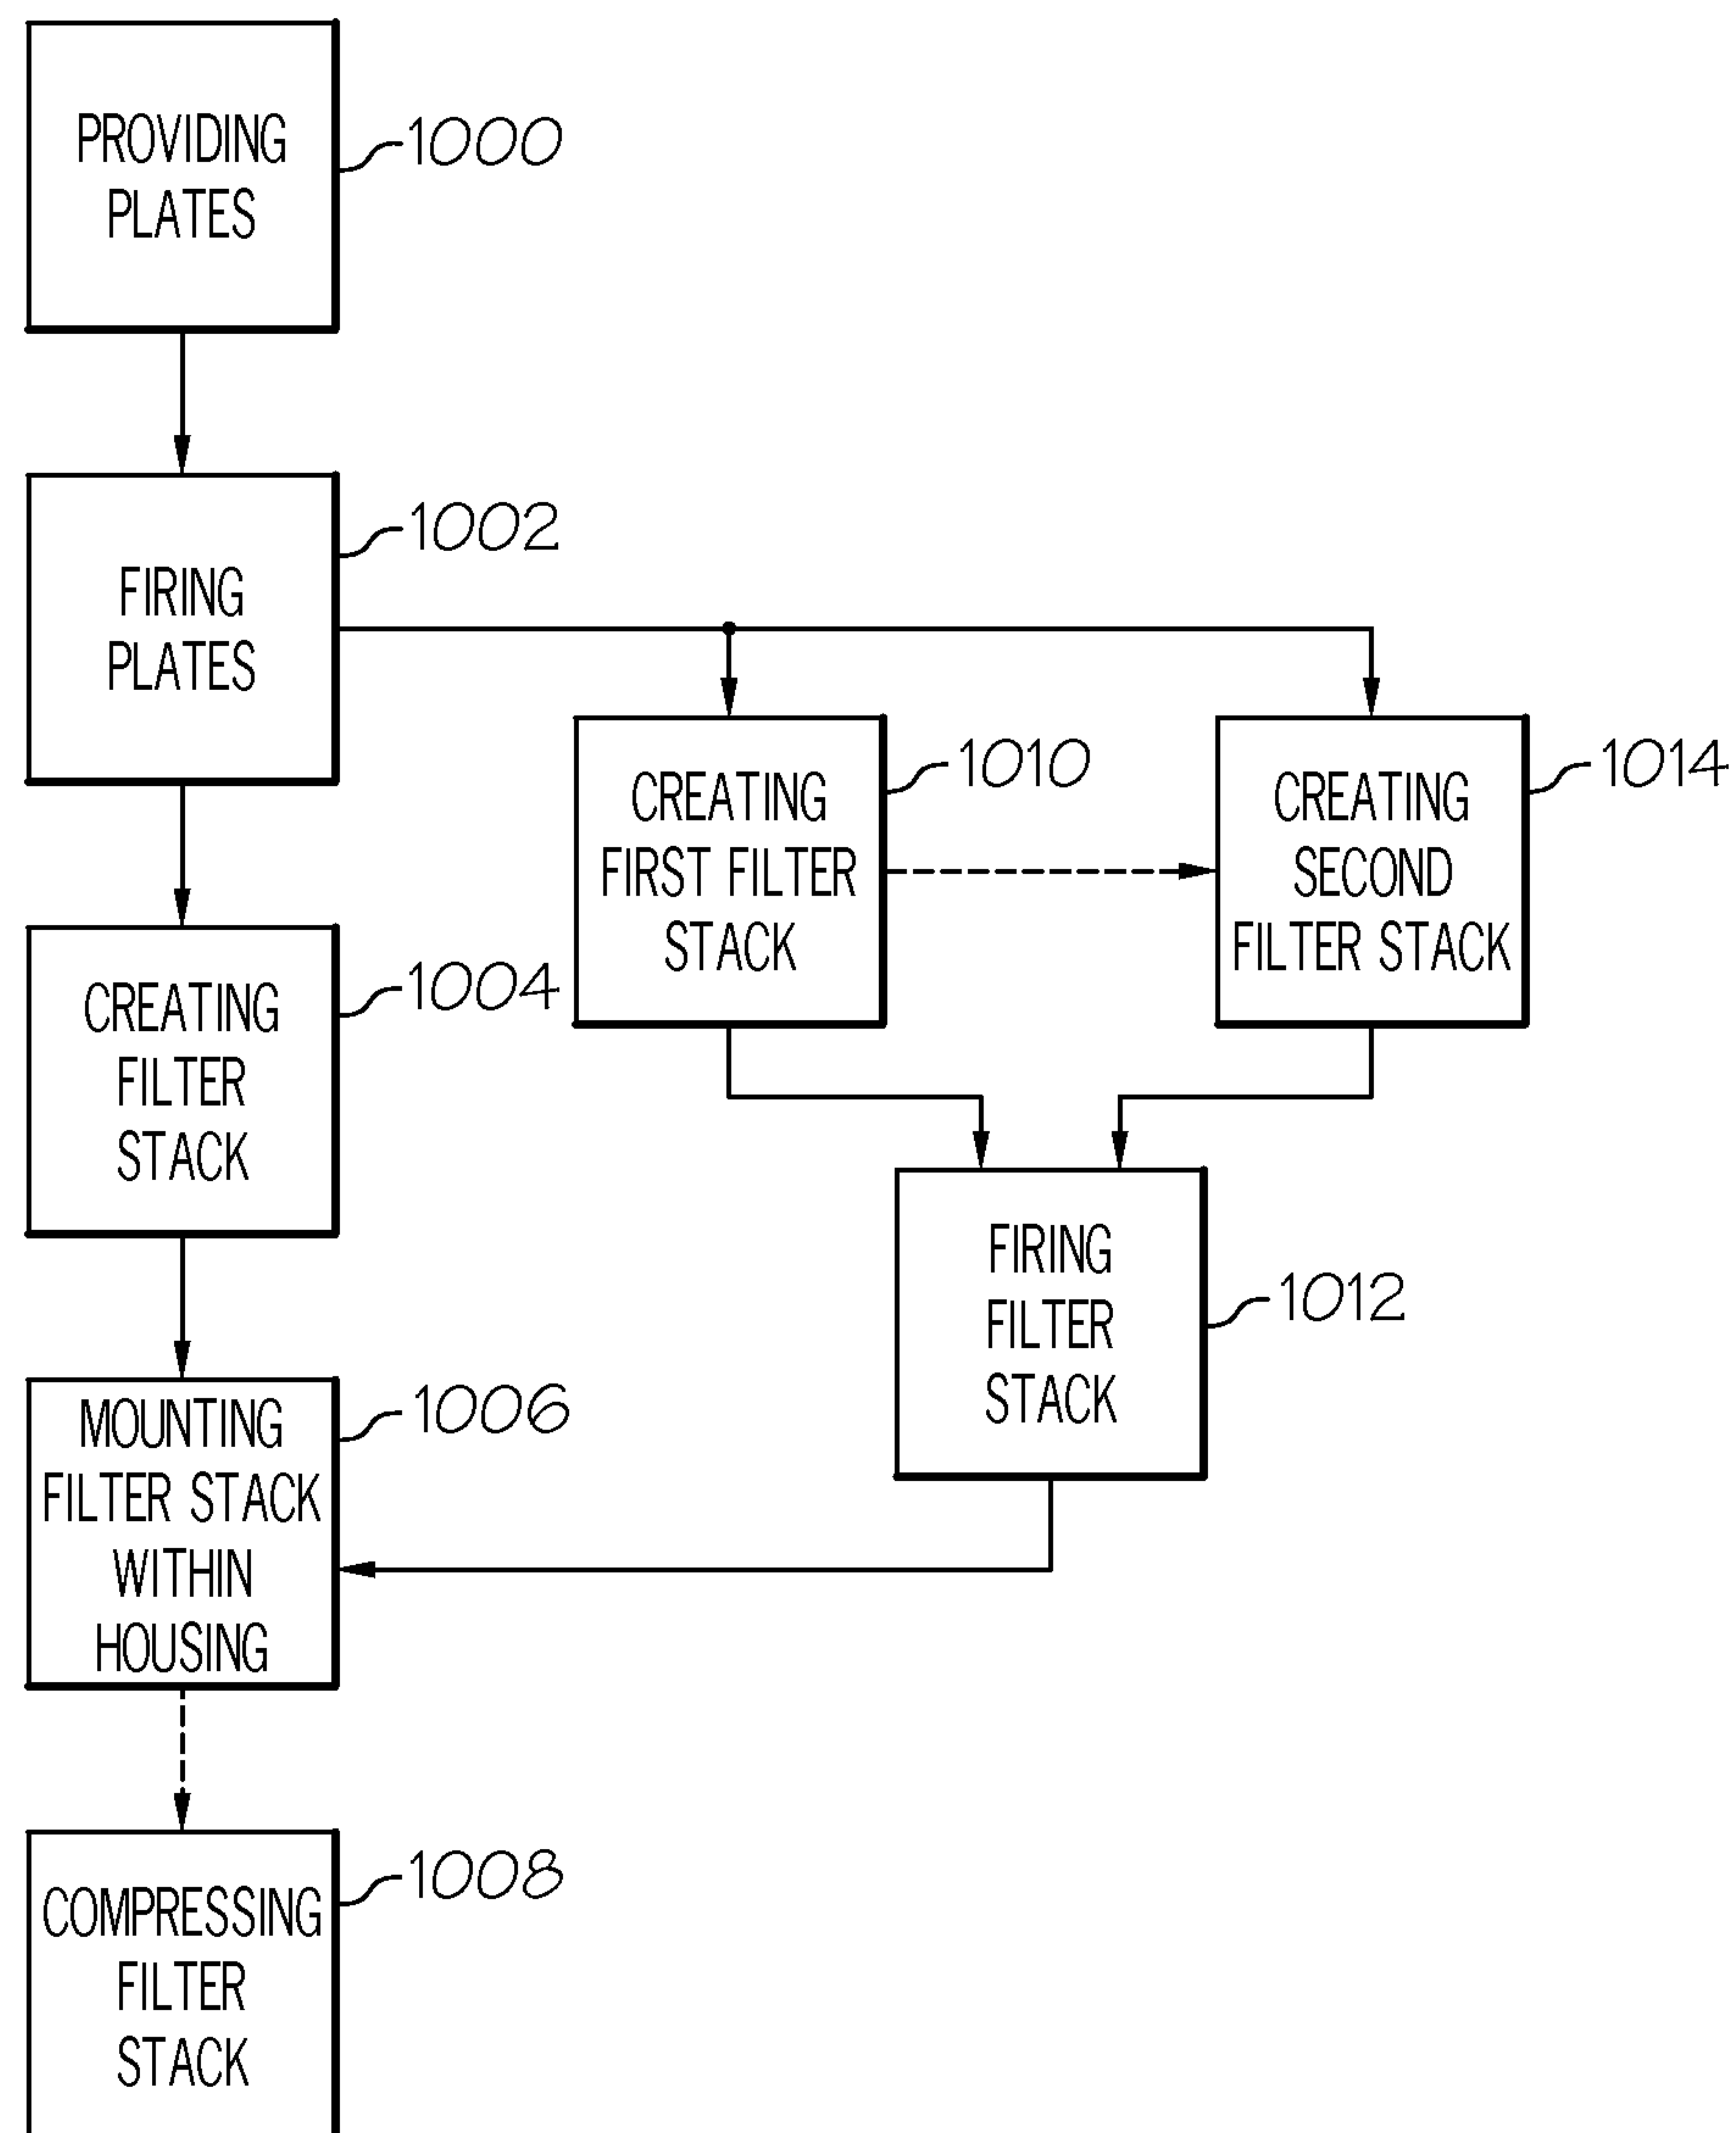 PROVIDING
PLATES
1000
FIRING
PLATES
1002
CREATING
FIRST FILTER
STACK
1010
CREATING
SECOND
FILTER STACK
1014
CREATING
FILTER
STACK
1004
FIRING
FILTER
STACK
1012
MOUNTING
FILTER STACK
WITHIN
HOUSING
1006
COMPRESSING
FILTER
STACK
1008